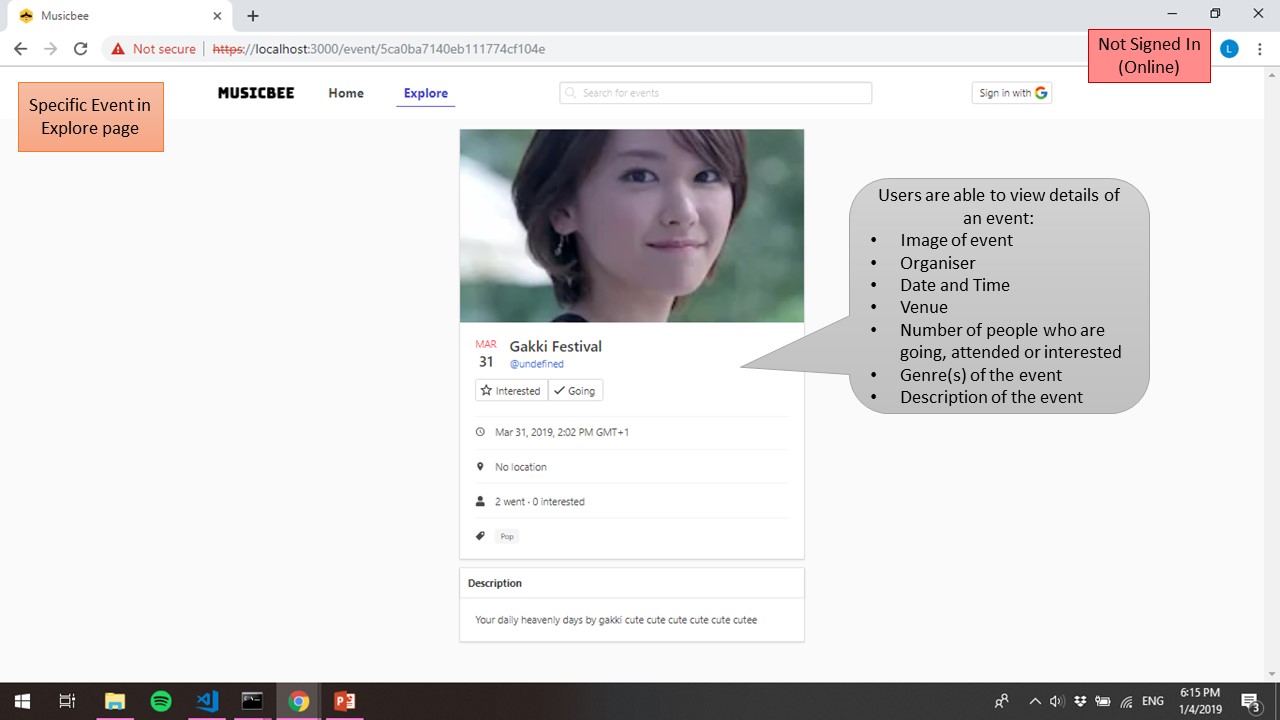 Musicbee
Not secure
https://localhost:3000/event/5ca0ba7140eb111774cf104e
L
Not Signed In
(Online)
Specific Event in
Explore page
MUSICBEE
Home
Explore
Search for events
Sign in with
Users are able to view details of
an event:
• Image of event
• Organiser
• Date and Time
• Venue
• Number of people who are
going, attended or interested
• Genre(s) of the event
• Description of the event
MAR
31
Gakki Festival
@undefined
Interested
Going
Mar 31, 2019, 2:02 PM GMT+1
No location
2 went · 0 interested
Pop
Description
Your daily heavenly days by gakki cute cute cute cute cute cutee
ENG
6:15 PM
1/4/2019
3